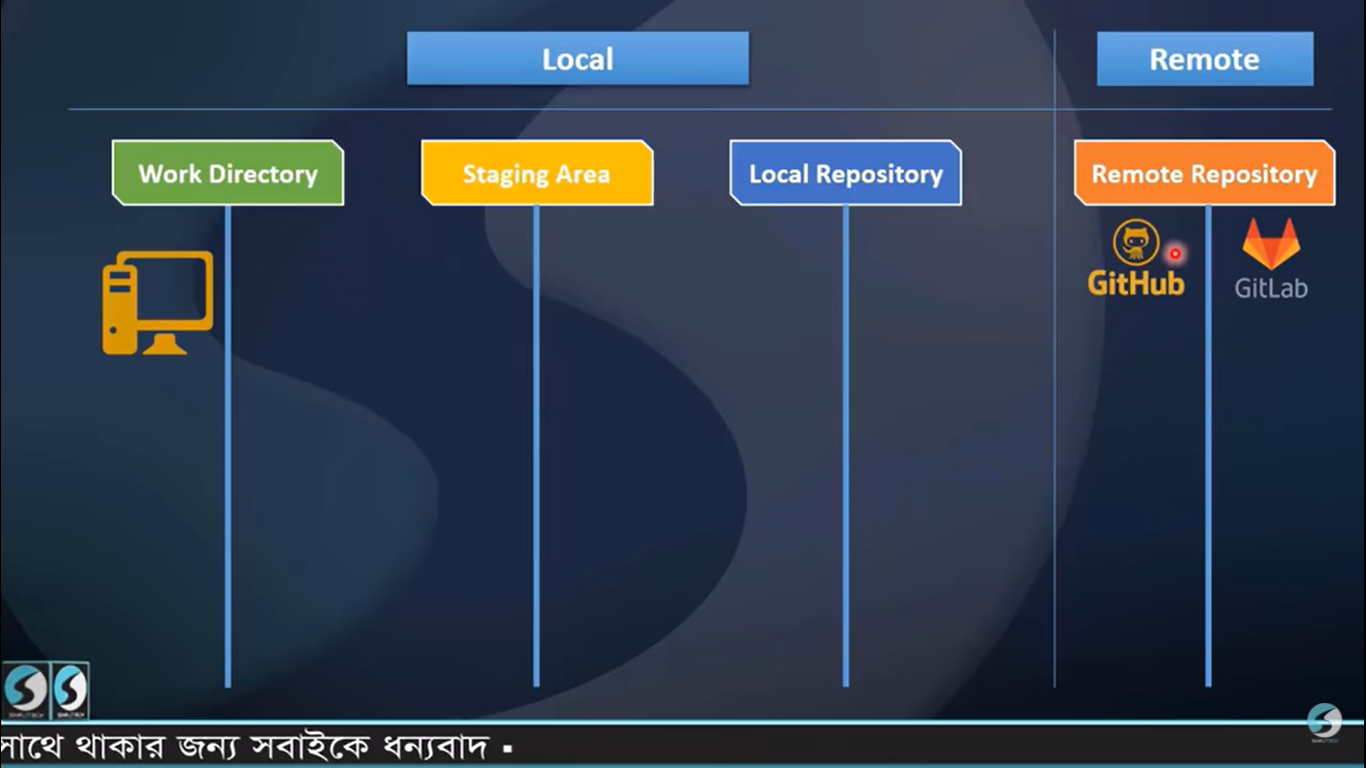 Local
Remote
Work Directory
Staging Area
Local Repository
Remote Repository
GitHub
GitLab
সাথে থাকার জন্য সবাইকে ধন্যবাদ ▪